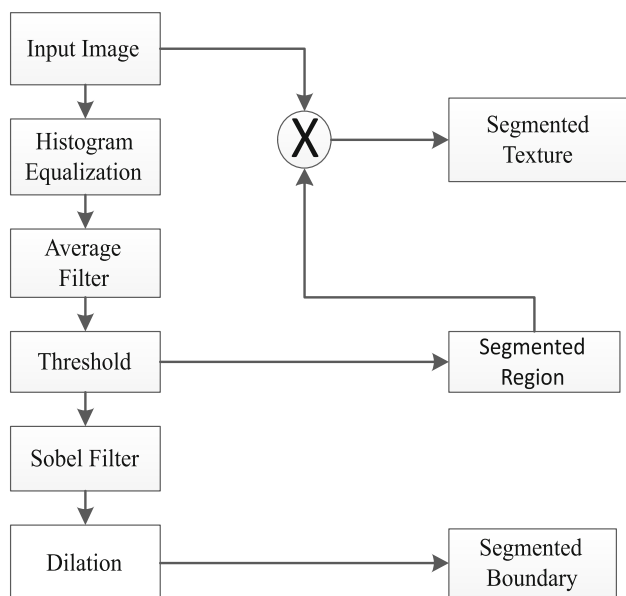 Input Image
Histogram
Equalization
X
Segmented
Texture
Average
Filter
Threshold
Segmented
Region
Sobel Filter
Dilation
Segmented
Boundary